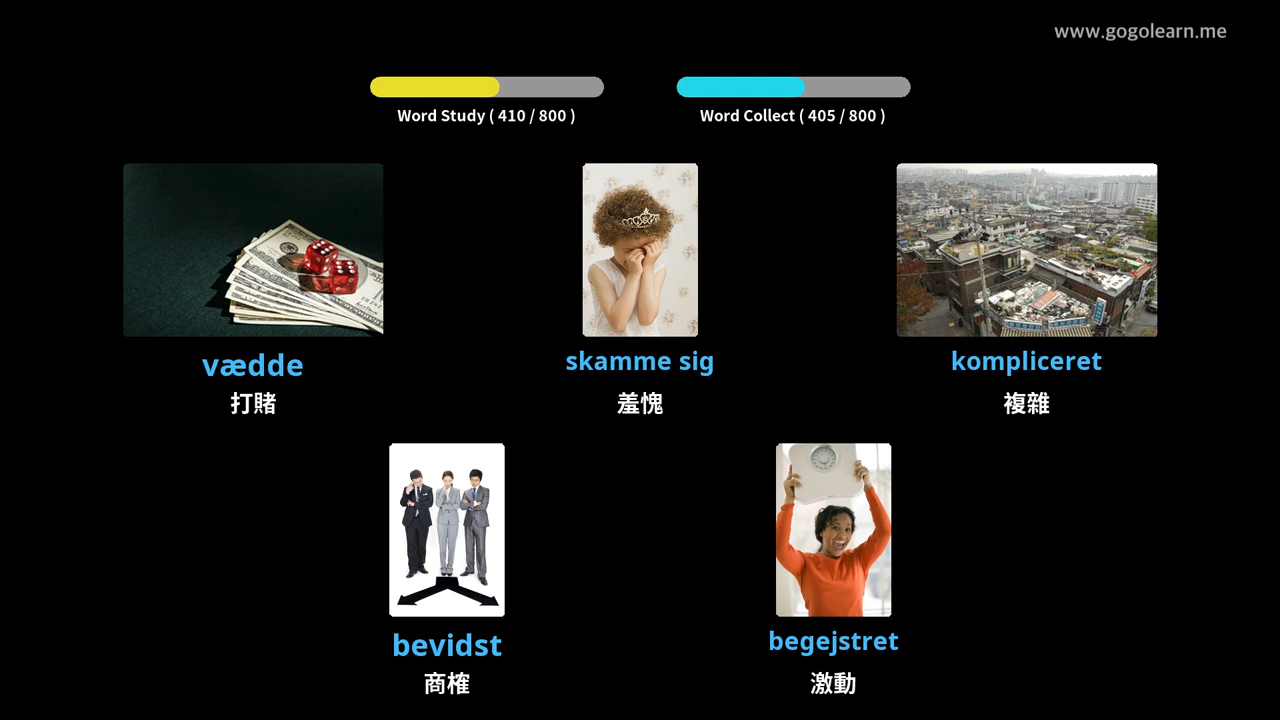 www.gogolearn.me
Word Study ( 410 / 800 )
Word Collect ( 405 / 800 )
vædde
打賭
skamme sig
羞愧
kompliceret
複雜
bevidst
商榷
begejstret
激動